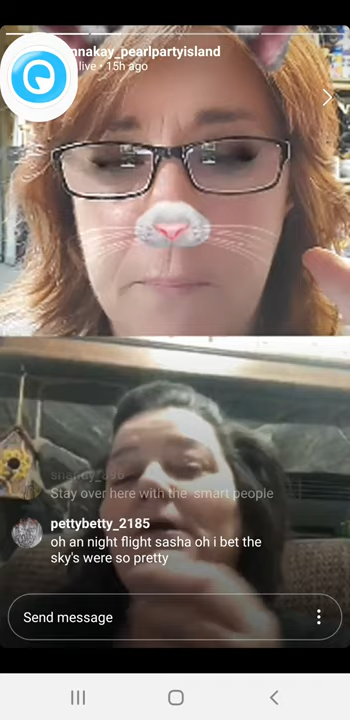 nnakay_pearlpartyisland
live • 15h ago
Stay over here with the smart people
pettybetty_2185
oh an night flight sasha oh i bet the
sky's were so pretty
Send message